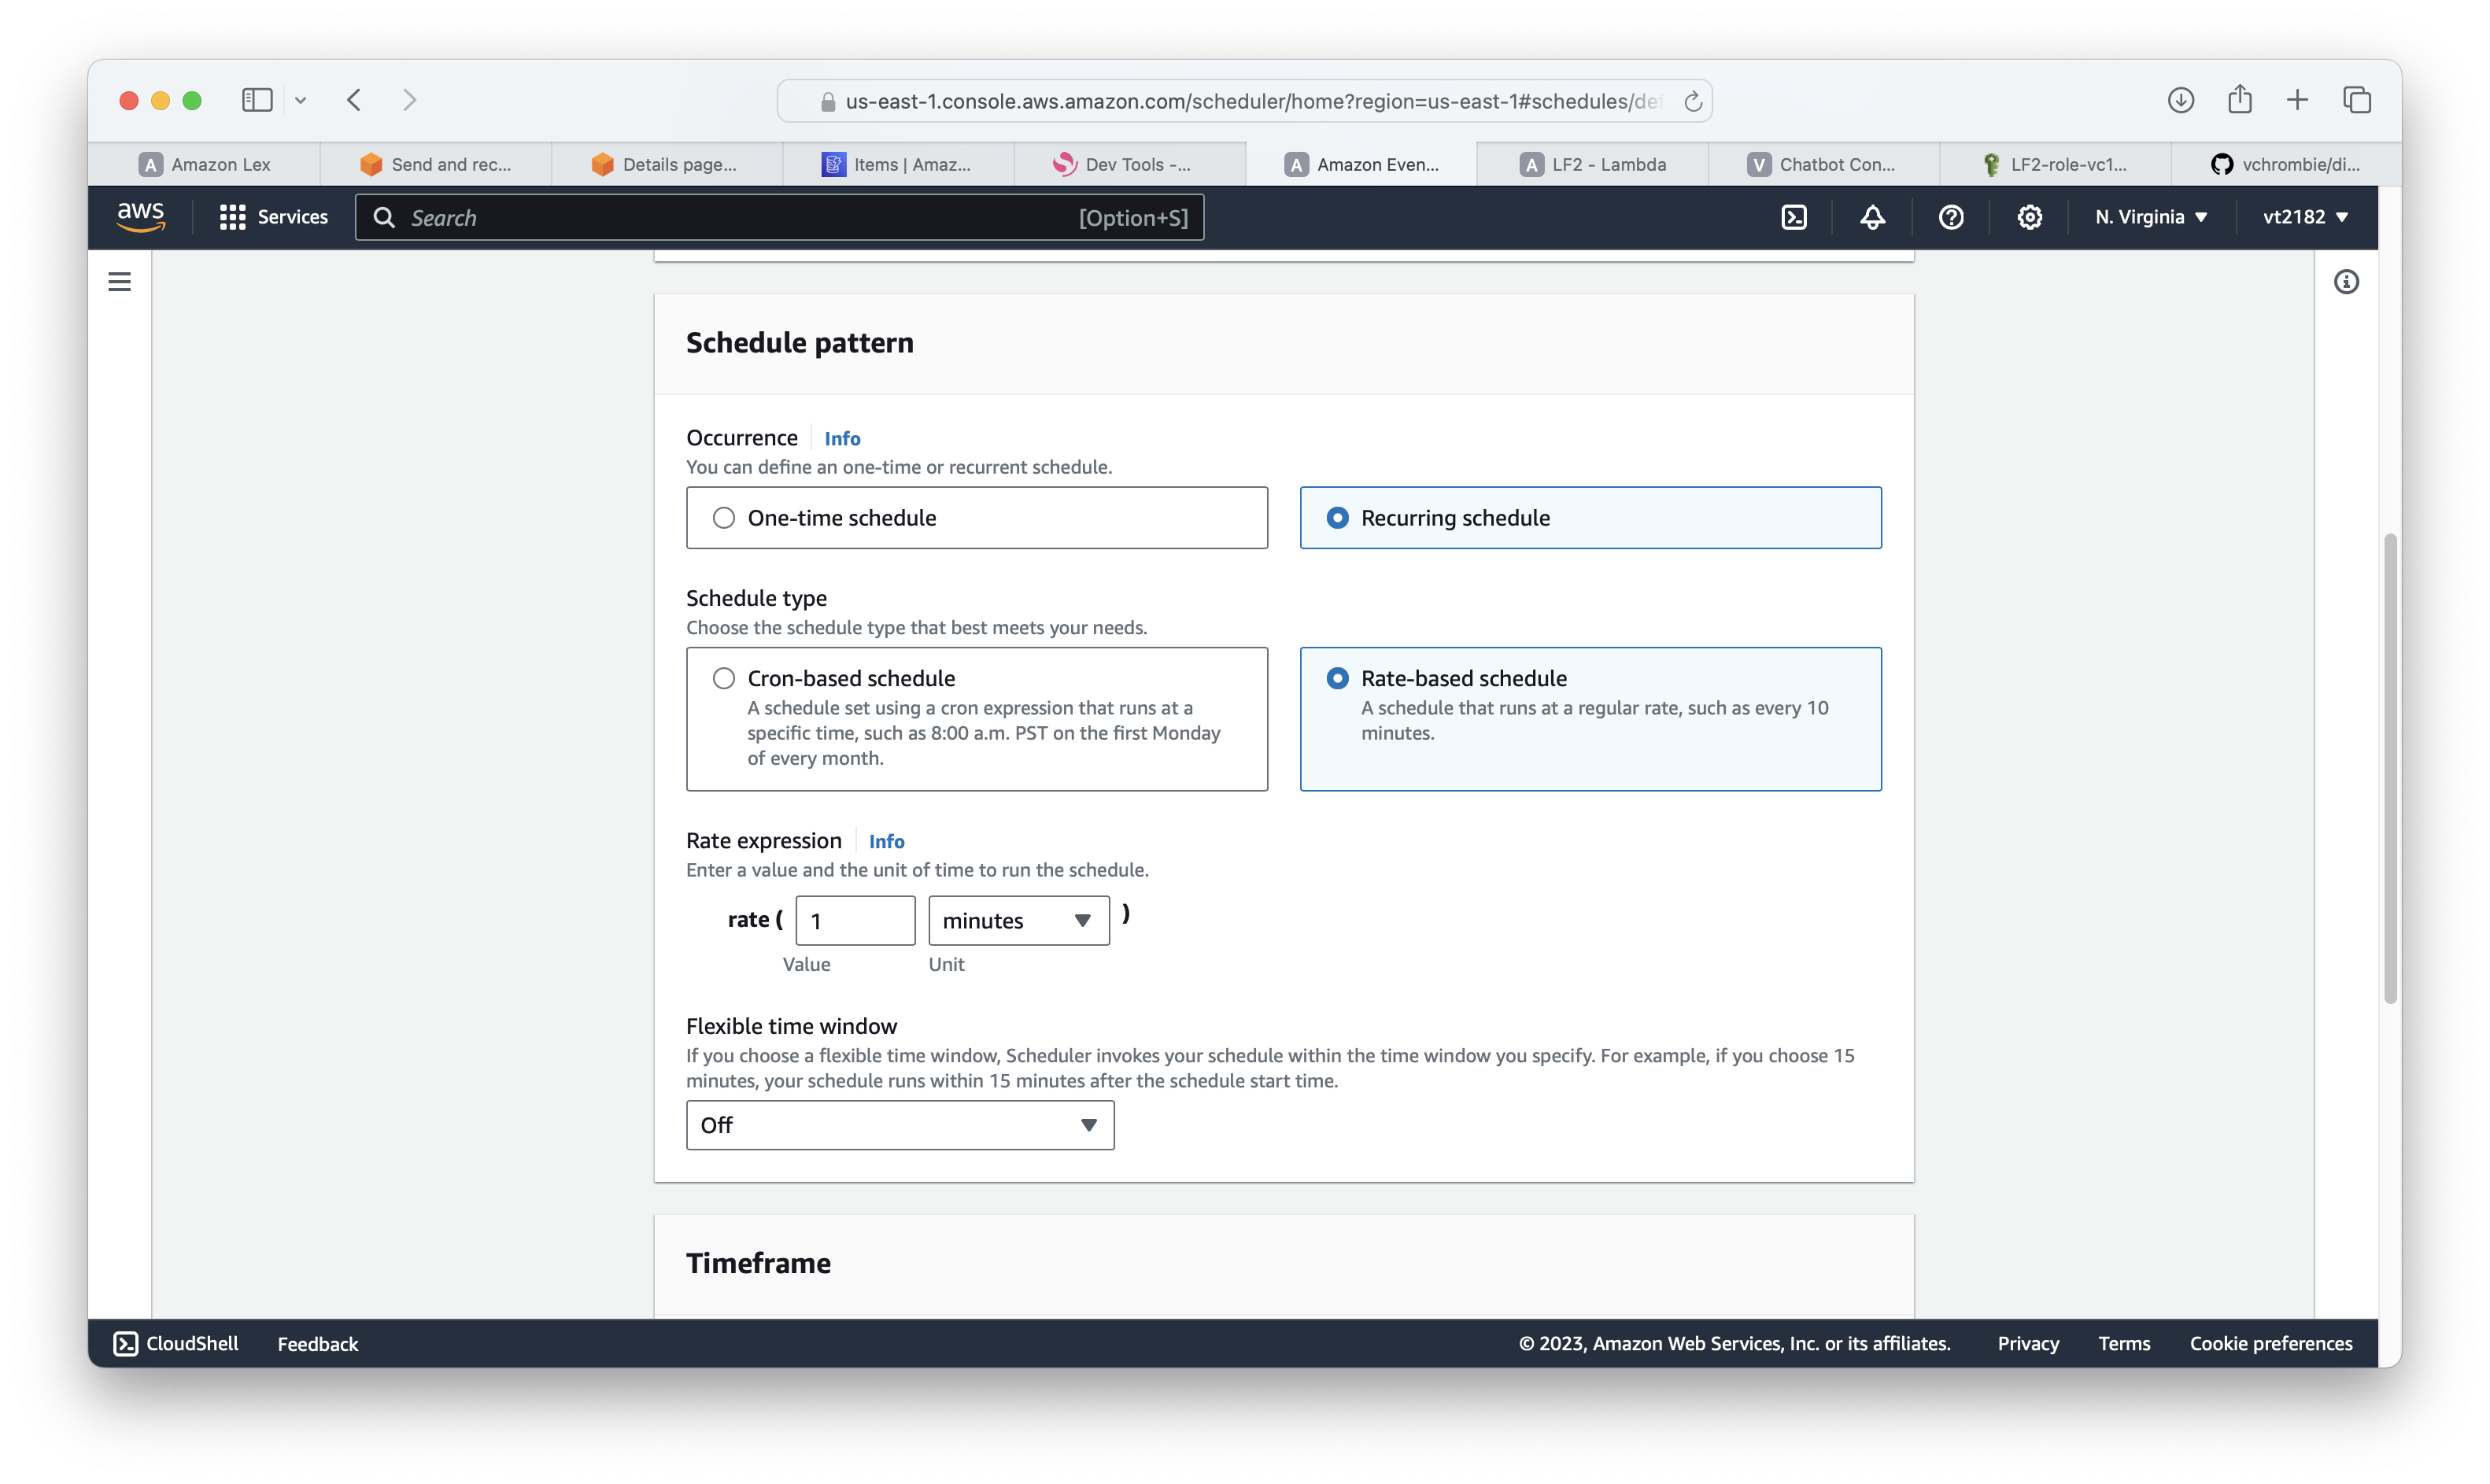 us-east-1.console.aws.amazon.com/scheduler/home?region=us-east-1#schedules/def
A Amazon Lex
Send and rec...
Details page...
Items | Amaz...
Dev Tools -...
A Amazon Even...
A LF2 - Lambda
V Chatbot Con...
LF2-role-vc1...
vchrombie/di...
aws
Services
Search [Option+S]
N. Virginia
vt2182
Schedule pattern
Occurrence Info
You can define an one-time or recurrent schedule.
One-time schedule
Recurring schedule
Schedule type
Choose the schedule type that best meets your needs.
Cron-based schedule
A schedule set using a cron expression that runs at a
specific time, such as 8:00 a.m. PST on the first Monday
of every month.
Rate-based schedule
A schedule that runs at a regular rate, such as every 10
minutes.
Rate expression Info
Enter a value and the unit of time to run the schedule.
rate ( 1 minutes )
Value Unit
Flexible time window
If you choose a flexible time window, Scheduler invokes your schedule within the time window you specify. For example, if you choose 15
minutes, your schedule runs within 15 minutes after the schedule start time.
Off
Timeframe
CloudShell Feedback
© 2023, Amazon Web Services, Inc. or its affiliates. Privacy Terms Cookie preferences